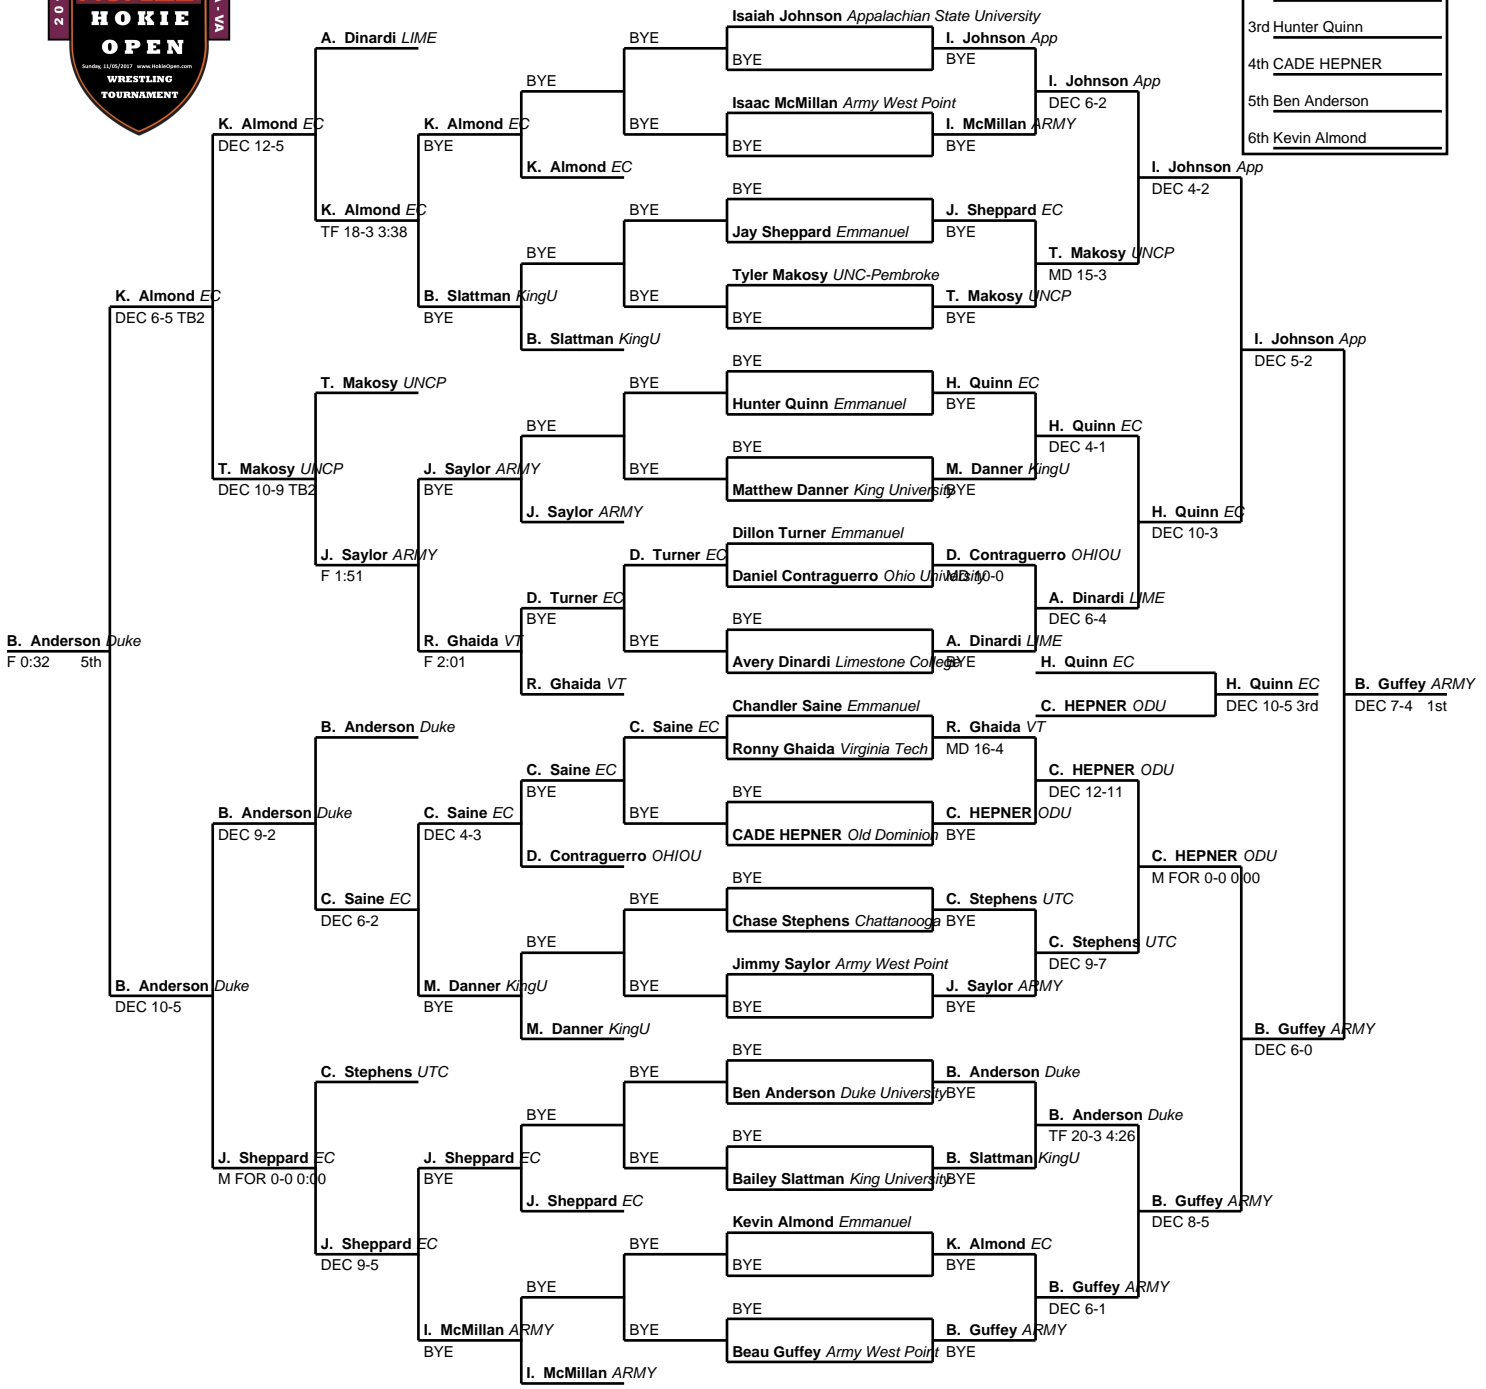 HOKIE
OPEN
Sunday, 11/05/2017 www.HokieOpen.com
WRESTLING
TOURNAMENT
3rd Hunter Quinn
4th CADE HEPNER
5th Ben Anderson
6th Kevin Almond
B. Anderson Duke
F 0:32 5th
K. Almond EC
DEC 6-5 TB2
B. Anderson Duke
DEC 10-5
K. Almond EC
DEC 12-5
T. Makosy UNCP
DEC 10-9 TB2
B. Anderson Duke
DEC 9-2
J. Sheppard EC
M FOR 0-0 0:00
A. Dinardi LIME
K. Almond EC
TF 18-3 3:38
T. Makosy UNCP
J. Saylor ARMY
F 1:51
B. Anderson Duke
C. Saine EC
DEC 6-2
C. Stephens UTC
J. Sheppard EC
DEC 9-5
K. Almond EC
BYE
B. Slattman KingU
BYE
J. Saylor ARMY
BYE
R. Ghaida VT
F 2:01
C. Saine EC
DEC 4-3
M. Danner KingU
BYE
J. Sheppard EC
BYE
I. McMillan ARMY
BYE
BYE
K. Almond EC
BYE
B. Slattman KingU
BYE
J. Saylor ARMY
D. Turner EC
BYE
R. Ghaida VT
C. Saine EC
BYE
D. Contraguerro OHIOU
BYE
M. Danner KingU
BYE
J. Sheppard EC
BYE
I. McMillan ARMY
BYE
BYE
BYE
BYE
BYE
BYE
D. Turner EC
BYE
C. Saine EC
BYE
BYE
BYE
BYE
BYE
BYE
BYE
Isaiah Johnson Appalachian State University
BYE
Isaac McMillan Army West Point
BYE
BYE
Jay Sheppard Emmanuel
Tyler Makosy UNC-Pembroke
BYE
BYE
Hunter Quinn Emmanuel
BYE
Matthew Danner King University
Dillon Turner Emmanuel
Daniel Contraguerro Ohio University
BYE
Avery Dinardi Limestone College
Chandler Saine Emmanuel
Ronny Ghaida Virginia Tech
BYE
CADE HEPNER Old Dominion
BYE
Chase Stephens Chattanooga
Jimmy Saylor Army West Point
BYE
BYE
Ben Anderson Duke University
BYE
Bailey Slattman King University
Kevin Almond Emmanuel
BYE
BYE
Beau Guffey Army West Point
I. Johnson App
BYE
I. McMillan ARMY
BYE
J. Sheppard EC
BYE
T. Makosy UNCP
BYE
H. Quinn EC
BYE
M. Danner KingU
BYE
D. Contraguerro OHIOU
MD 10-0
A. Dinardi LIME
BYE
R. Ghaida VT
MD 16-4
C. HEPNER ODU
BYE
C. Stephens UTC
BYE
J. Saylor ARMY
BYE
B. Anderson Duke
BYE
B. Slattman KingU
BYE
K. Almond EC
BYE
B. Guffey ARMY
BYE
I. Johnson App
DEC 6-2
T. Makosy UNCP
MD 15-3
H. Quinn EC
DEC 4-1
A. Dinardi LIME
DEC 6-4
H. Quinn EC
C. HEPNER ODU
C. HEPNER ODU
DEC 12-11
C. Stephens UTC
DEC 9-7
B. Anderson Duke
TF 20-3 4:26
B. Guffey ARMY
DEC 6-1
I. Johnson App
DEC 4-2
H. Quinn EC
DEC 10-3
C. HEPNER ODU
M FOR 0-0 0:00
B. Guffey ARMY
DEC 8-5
H. Quinn EC
DEC 10-5 3rd
I. Johnson App
DEC 5-2
B. Guffey ARMY
DEC 6-0
B. Guffey ARMY
DEC 7-4 1st